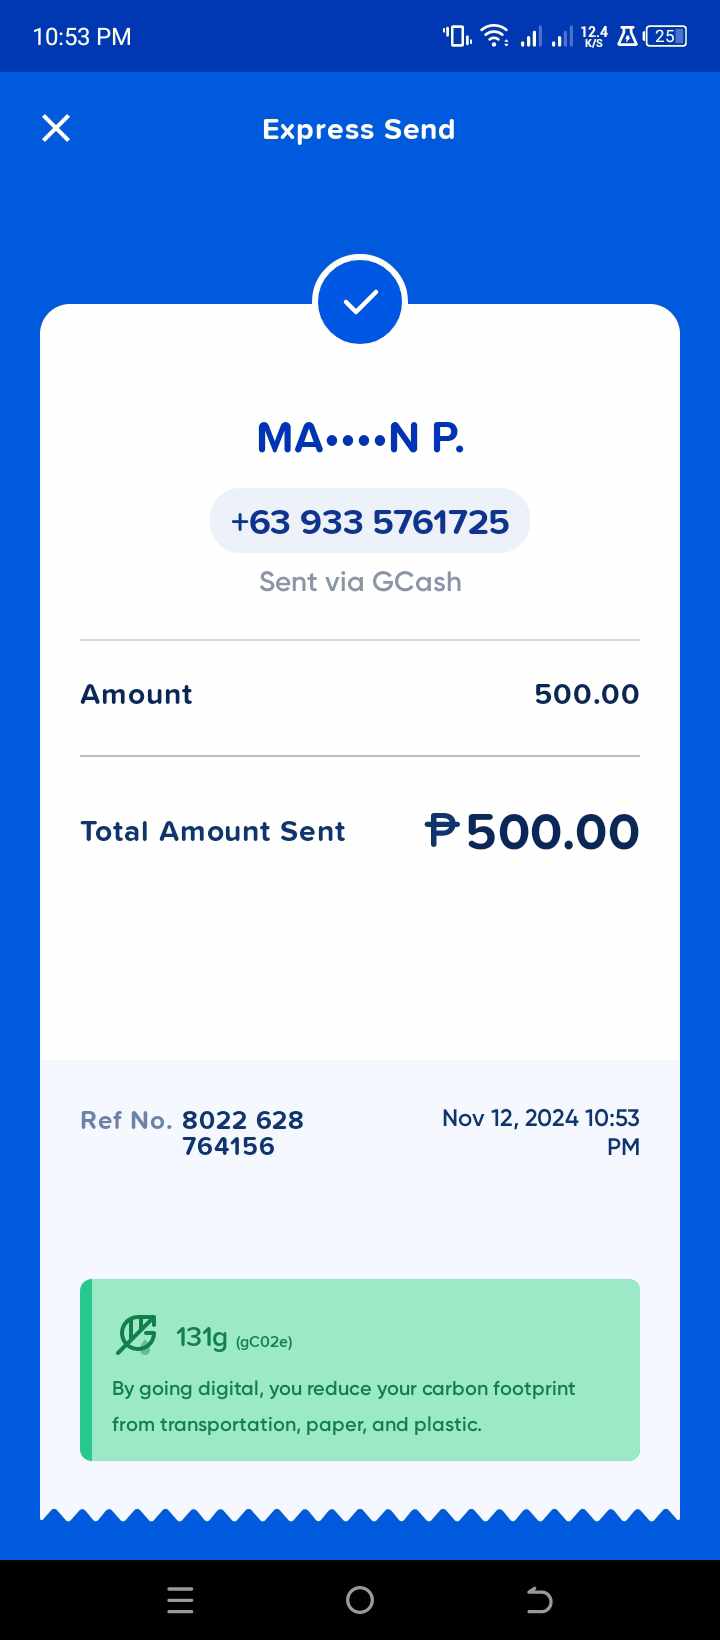 10:53 PM
12.4
K/S
25
Express Send
MA••••N P.
+63 933 5761725
Sent via GCash
Amount 500.00
Total Amount Sent ₱500.00
Ref No. 8022 628 Nov 12, 2024 10:53
764156 PM
131g (gC02e)
By going digital, you reduce your carbon footprint
from transportation, paper, and plastic.